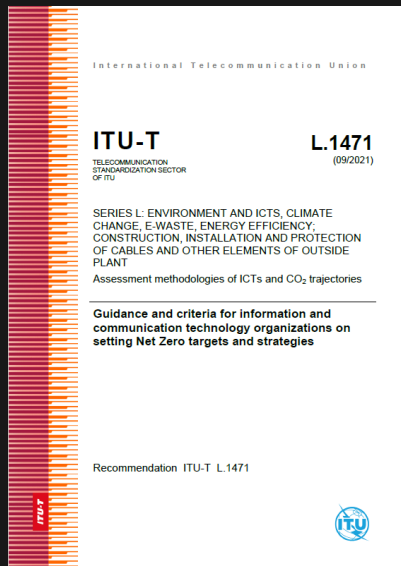 International Telecommunication Union
ITU-T
L.1471
TELECOMMUNICATION
(09/2021)
STANDARDIZATION SECTOR
OF ITU
SERIES L: ENVIRONMENT AND ICTS, CLIMATE
CHANGE, E-WASTE, ENERGY EFFICIENCY;
CONSTRUCTION, INSTALLATION AND PROTECTION
OF CABLES AND OTHER ELEMENTS OF OUTSIDE
PLANT
Assessment methodologies of ICTs and CO₂ trajectories
Guidance and criteria for information and
communication technology organizations on
setting Net Zero targets and strategies
Recommendation ITU-T L.1471
ITU-T
ITU